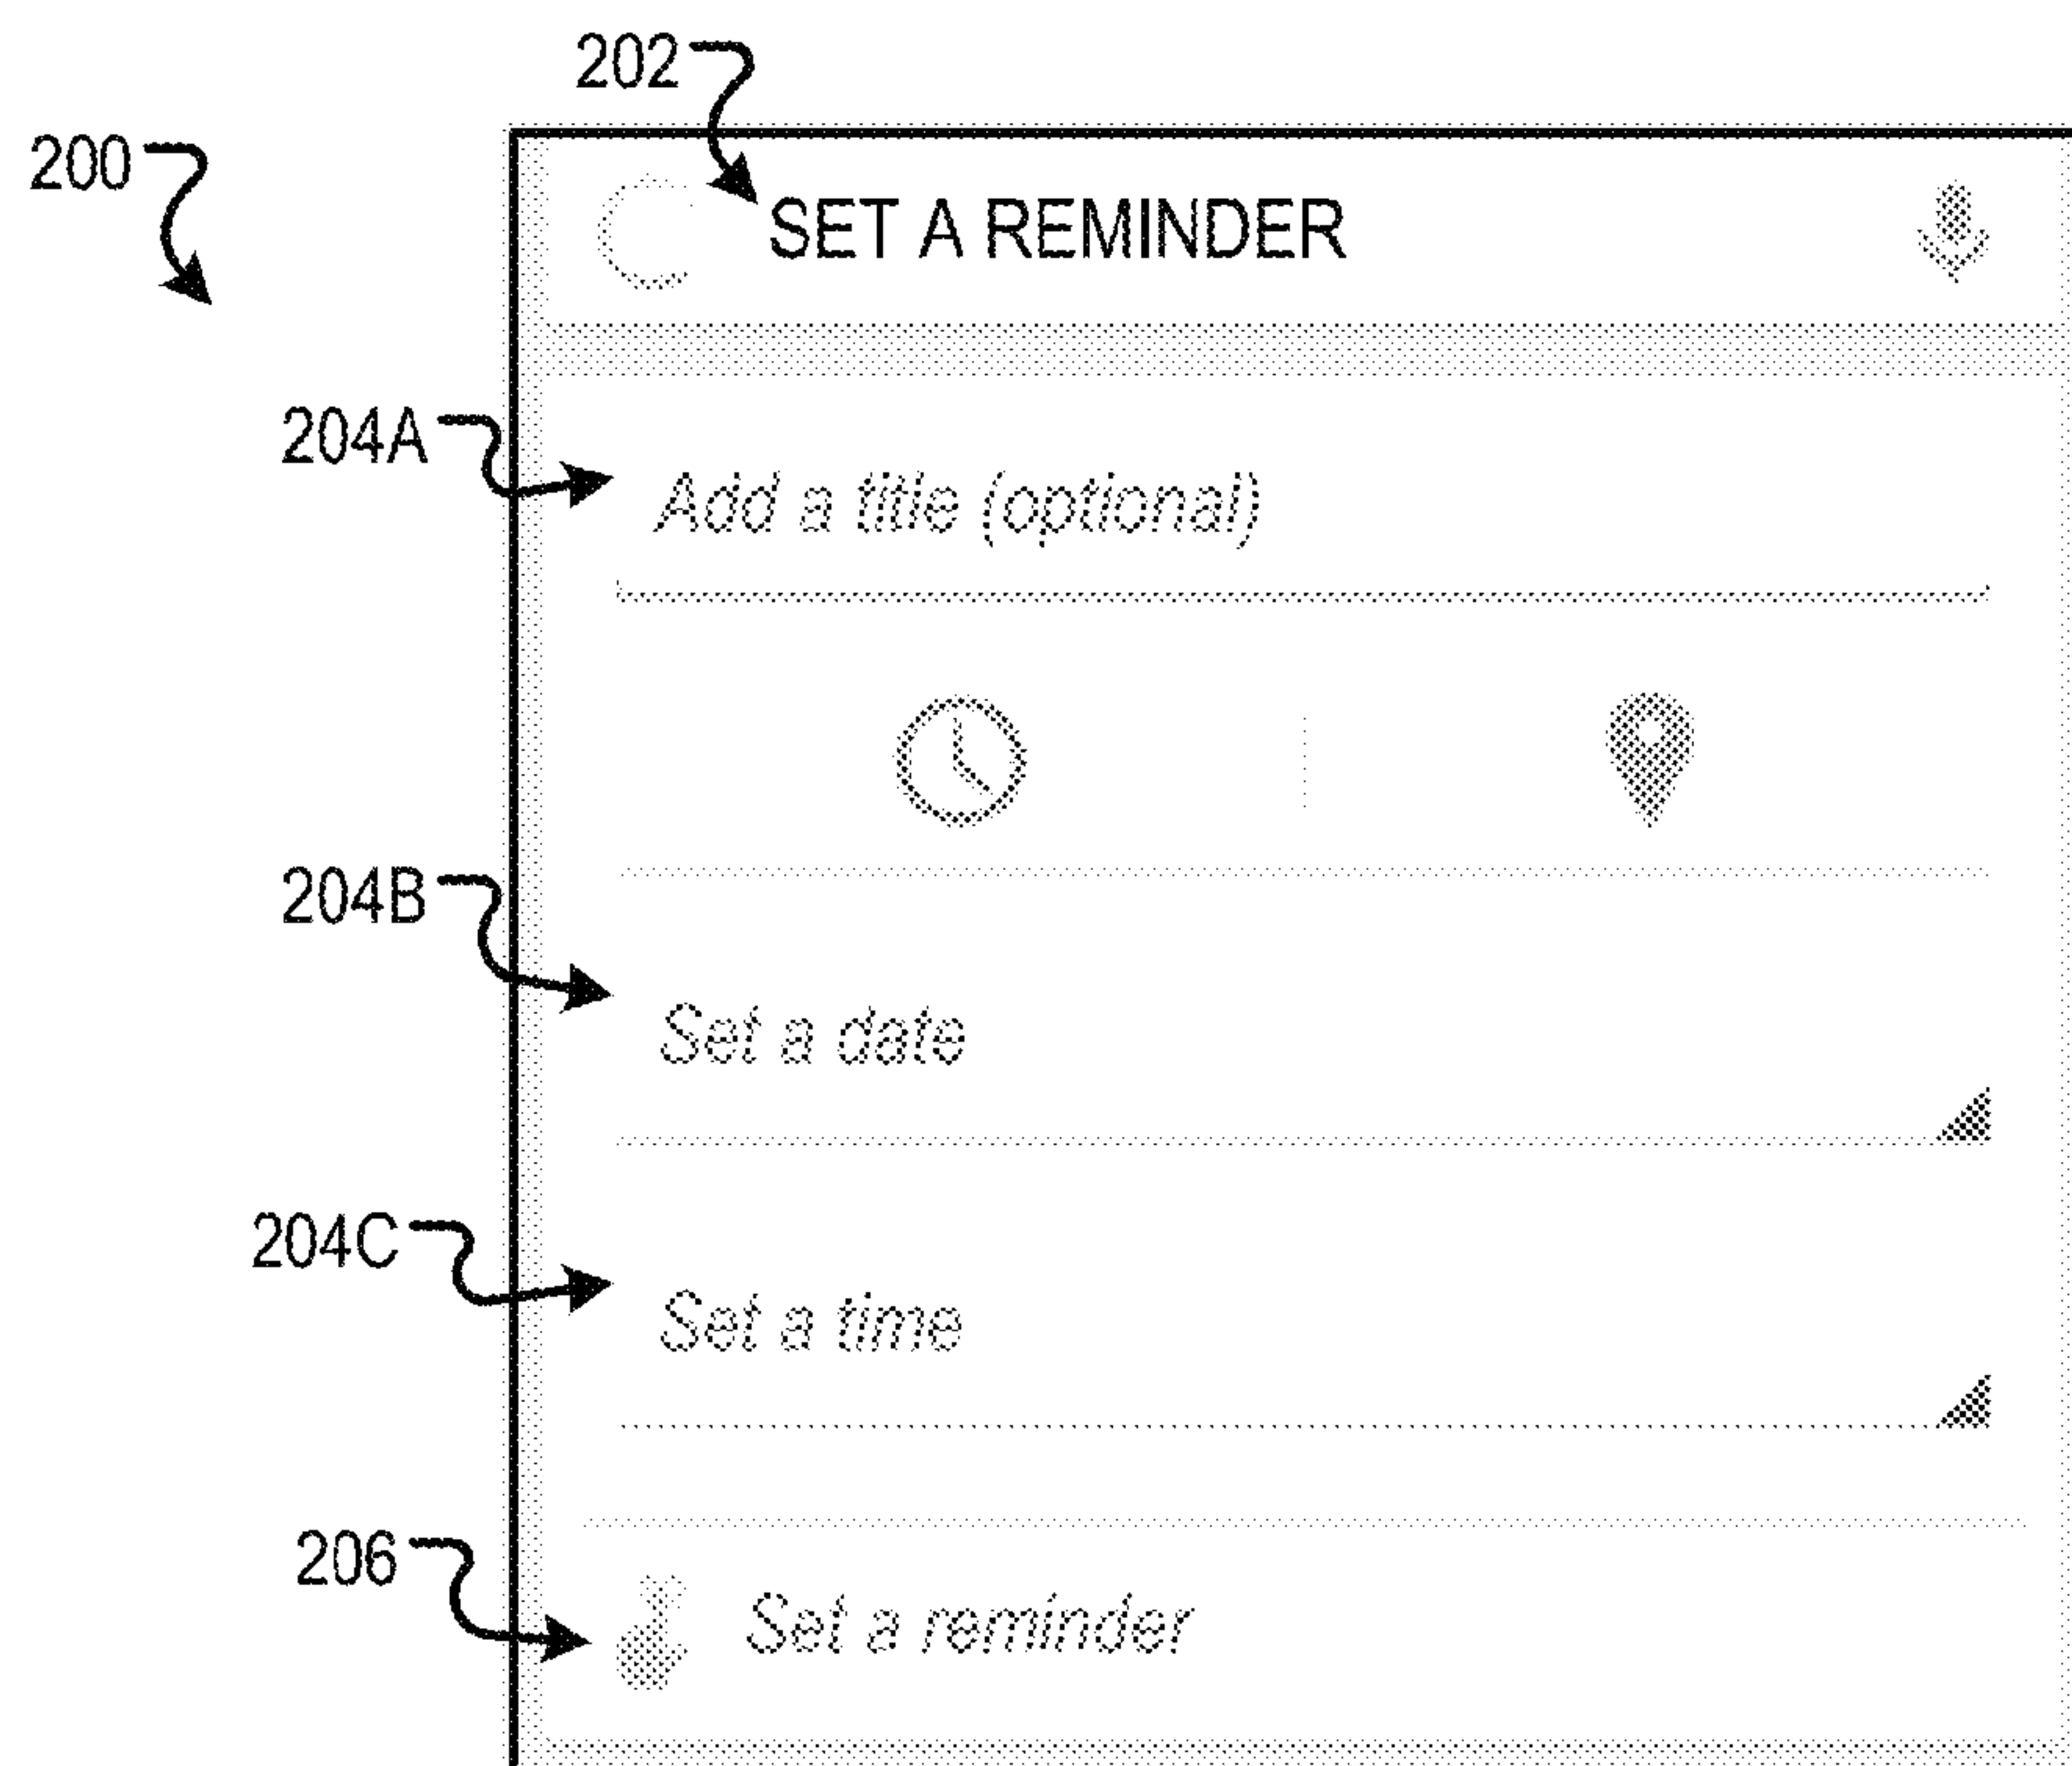 202
200
SET A REMINDER
204A
Add a title (optional)
204B
Set a date
204C
Set a time
206
Set a reminder